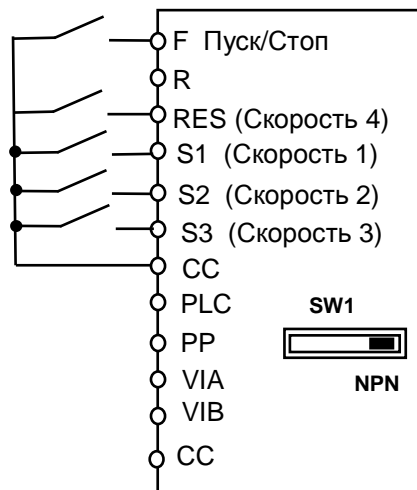 F Пуск/Стоп
R
RES (Скорость 4)
S1 (Скорость 1)
S2 (Скорость 2)
S3 (Скорость 3)
CC
PLC
SW1
PP
VIA
NPN
VIB
CC